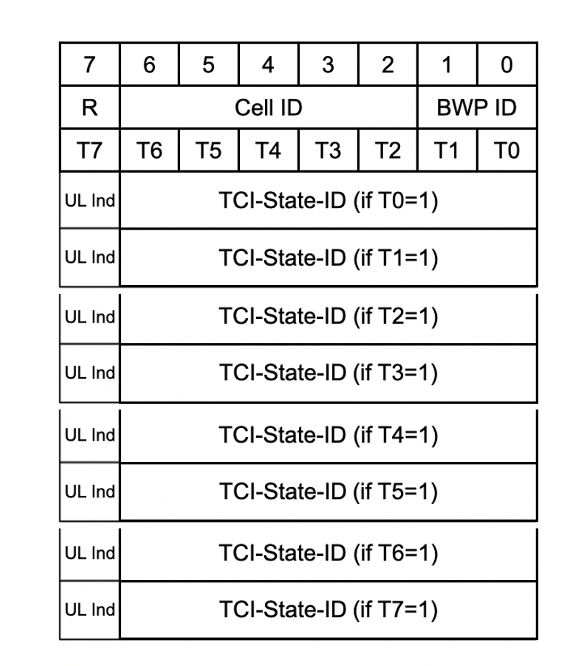 7 6 5 4 3 2 1 0
R Cell ID BWP ID
T7 T6 T5 T4 T3 T2 T1 T0
UL Ind TCI-State-ID (if T0=1)
UL Ind TCI-State-ID (if T1=1)
UL Ind TCI-State-ID (if T2=1)
UL Ind TCI-State-ID (if T3=1)
UL Ind TCI-State-ID (if T4=1)
UL Ind TCI-State-ID (if T5=1)
UL Ind TCI-State-ID (if T6=1)
UL Ind TCI-State-ID (if T7=1)